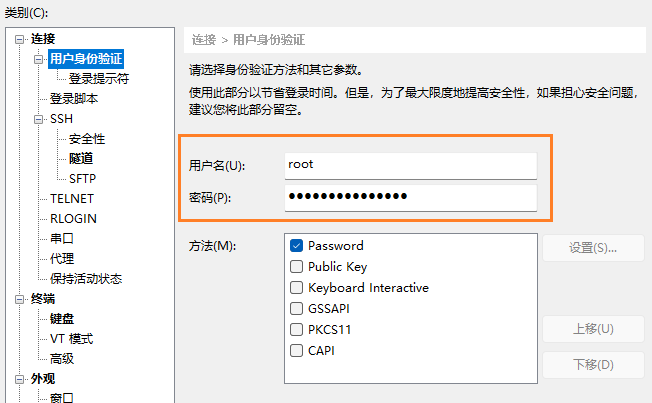 类别(C):
连接
用户身份验证
登录提示符
登录脚本
SSH
安全性
隧道
SFTP
TELNET
RLOGIN
串口
代理
保持活动状态
终端
键盘
VT 模式
高级
外观
窗口
连接 > 用户身份验证
请选择身份验证方法和其它参数。
使用此部分以节省登录时间。但是，为了最大限度地提高安全性，如果担心安全问题，
建议您将此部分留空。
用户名(U):
root
密码(P):
●●●●●●●●●●●●●●●
方法(M):
Password
Public Key
Keyboard Interactive
GSSAPI
PKCS11
CAPI
设置(S)...
上移(U)
下移(D)